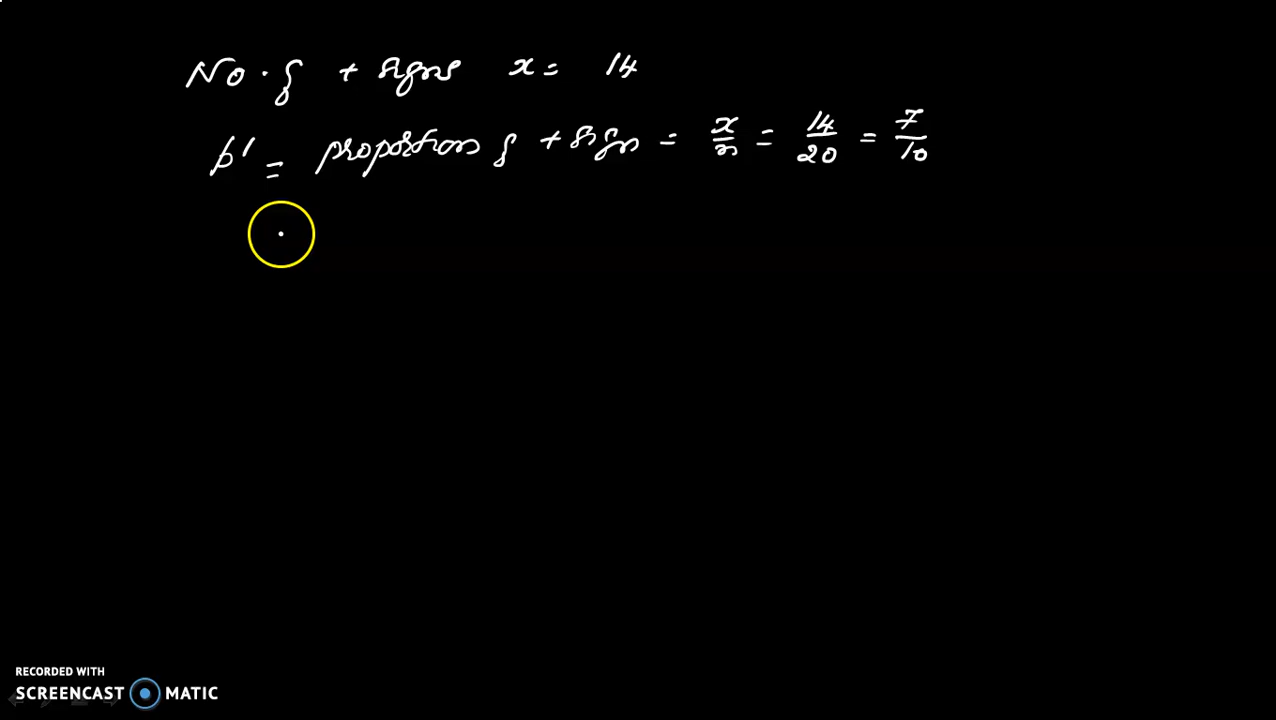 No. of + signs x = 14
p' = proportion of + sign = x/n = 14/20 = 7/10
RECORDED WITH
SCREENCAST MATIC